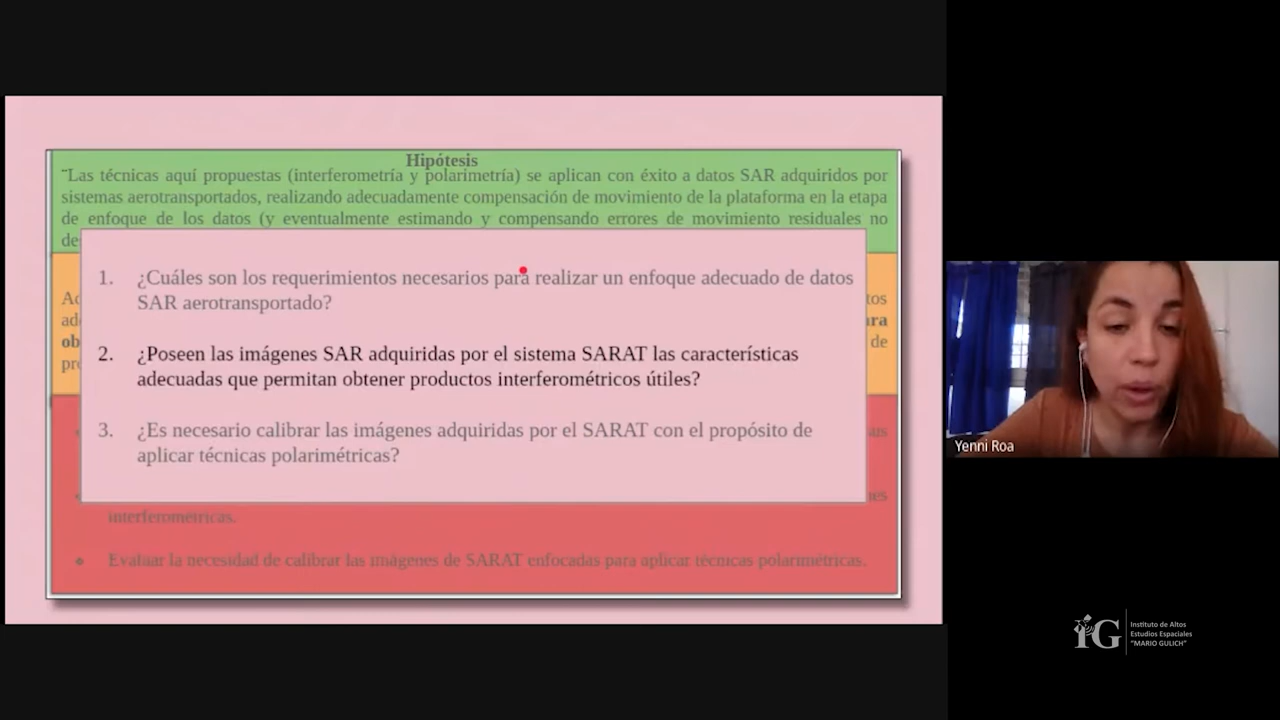 Hipótesis
"Las técnicas aquí propuestas (interferometría y polarimetría) se aplican con éxito a datos SAR adquiridos por
sistemas aerotransportados, realizando adecuadamente compensación de movimiento de la plataforma en la etapa
de enfoque de los datos (y eventualmente estimando y compensando errores de movimiento residuales no
1. ¿Cuáles son los requerimientos necesarios para realizar un enfoque adecuado de datos
SAR aerotransportado?
2. ¿Poseen las imágenes SAR adquiridas por el sistema SARAT las características
adecuadas que permitan obtener productos interferométricos útiles?
3. ¿Es necesario calibrar las imágenes adquiridas por el SARAT con el propósito de
aplicar técnicas polarimétricas?
interferométricas.
• Evaluar la necesidad de calibrar las imágenes de SARAT enfocadas para aplicar técnicas polarimétricas.
Yenni Roa
iG
Instituto de Altos
Estudios Espaciales
"MARIO GULICH"